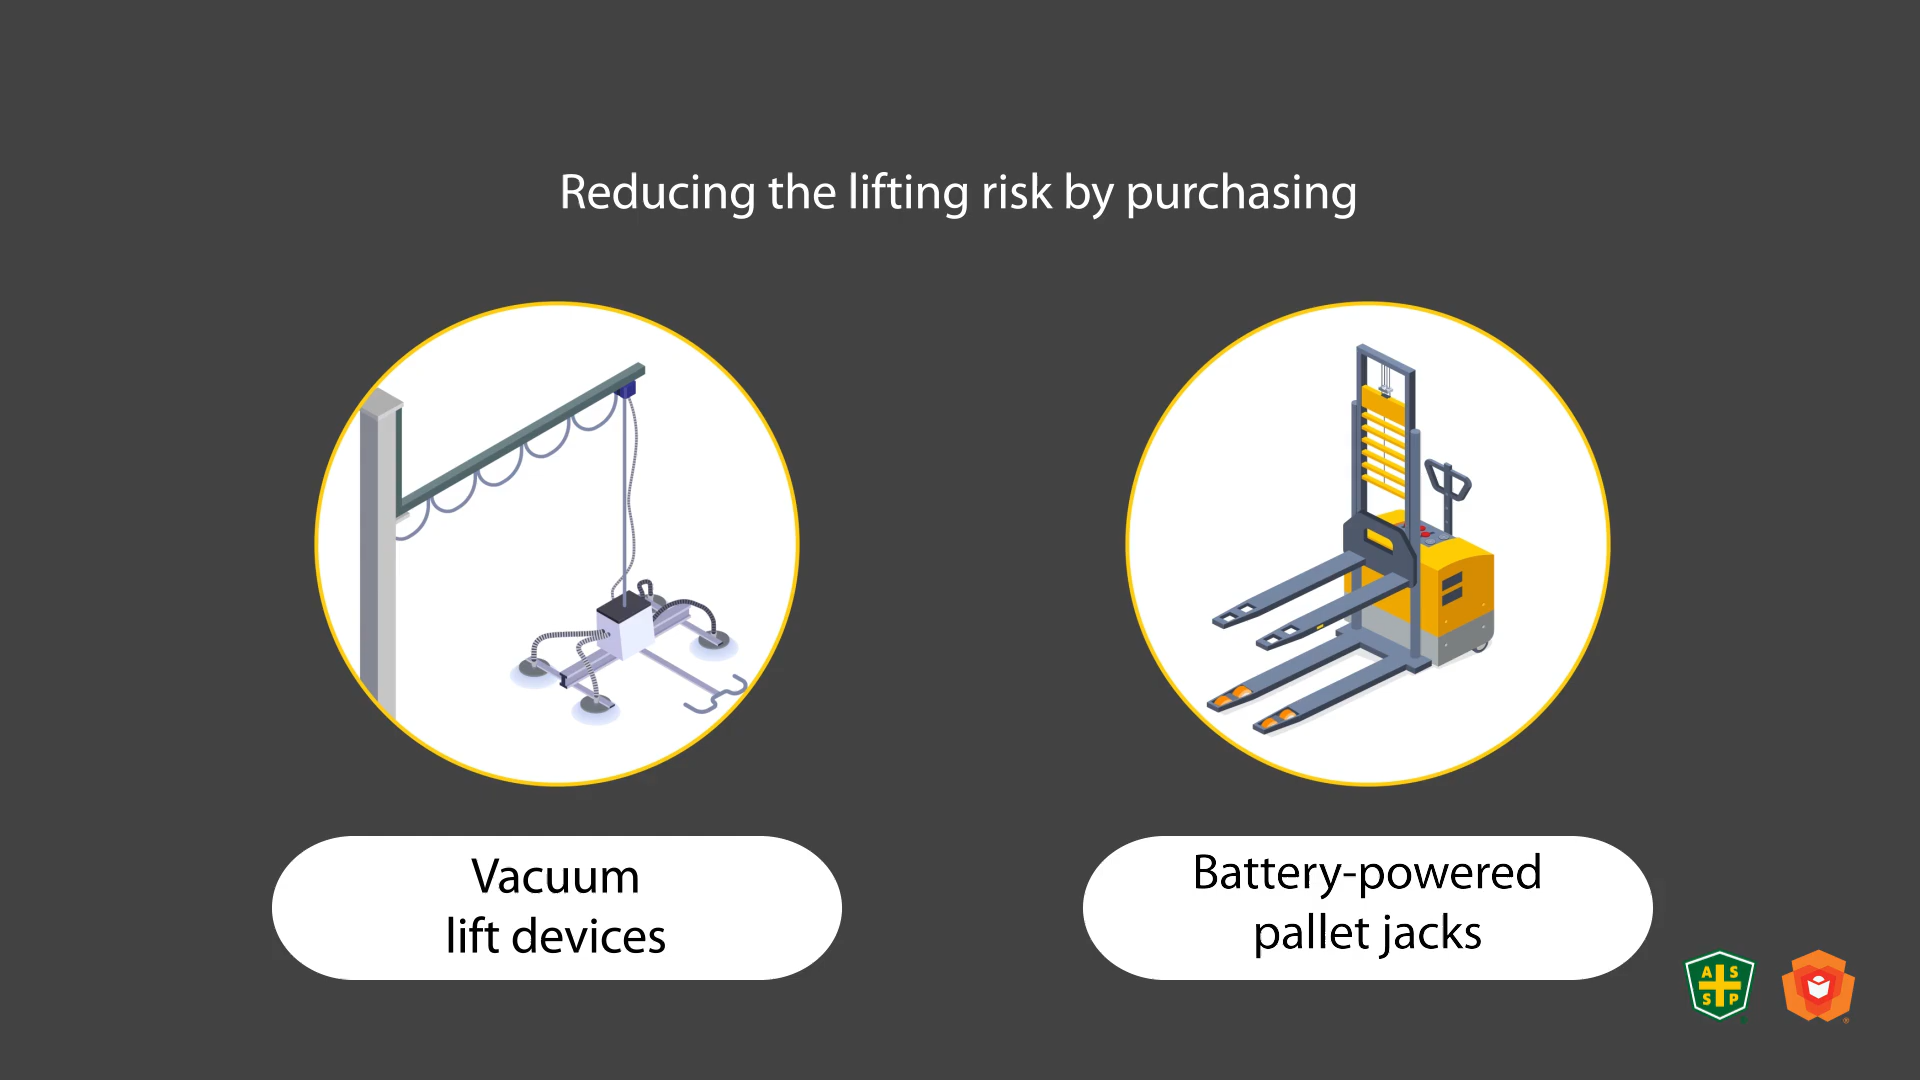 Reducing the lifting risk by purchasing
Vacuum
lift devices
Battery-powered
pallet jacks
A S
S P